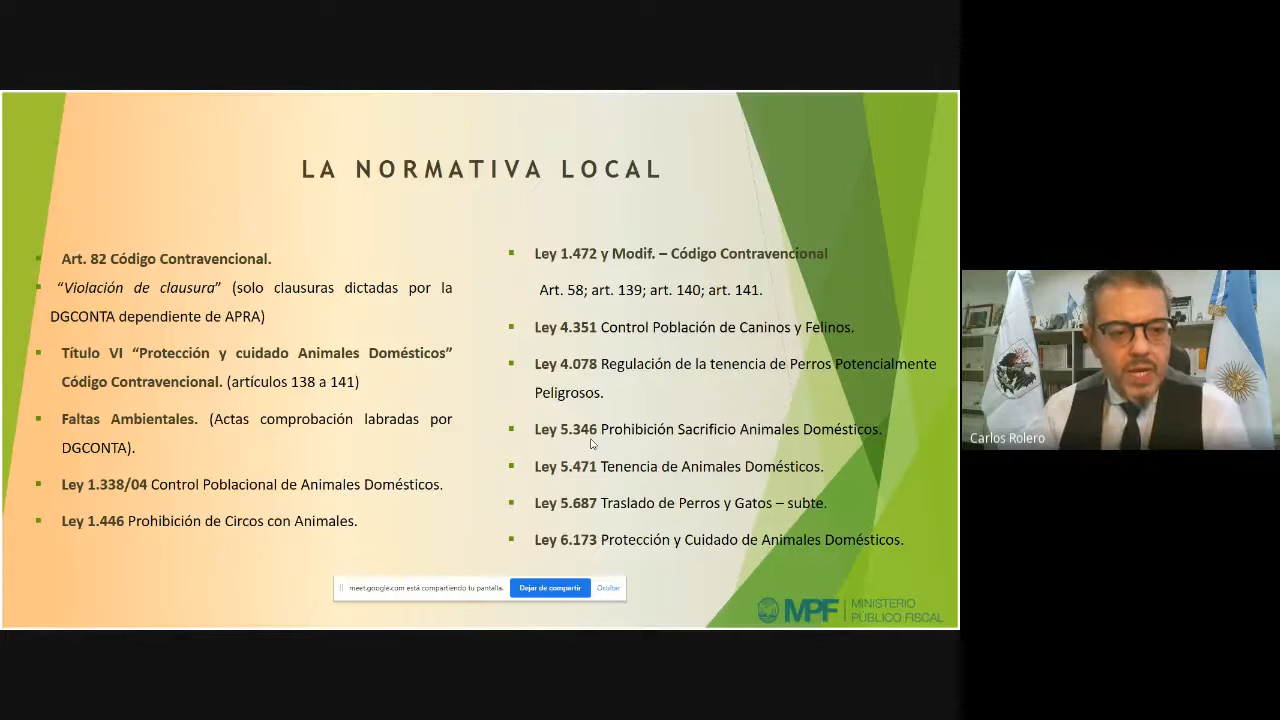 LA NORMATIVA LOCAL
Art. 82 Código Contravencional.
“Violación de clausura” (solo clausuras dictadas por la
DGCONTA dependiente de APRA)
Título VI “Protección y cuidado Animales Domésticos”
Código Contravencional. (artículos 138 a 141)
Faltas Ambientales. (Actas comprobación labradas por
DGCONTA).
Ley 1.338/04 Control Poblacional de Animales Domésticos.
Ley 1.446 Prohibición de Circos con Animales.
Ley 1.472 y Modif. – Código Contravencional
Art. 58; art. 139; art. 140; art. 141.
Ley 4.351 Control Población de Caninos y Felinos.
Ley 4.078 Regulación de la tenencia de Perros Potencialmente
Peligrosos.
Ley 5.346 Prohibición Sacrificio Animales Domésticos.
Ley 5.471 Tenencia de Animales Domésticos.
Ley 5.687 Traslado de Perros y Gatos – subte.
Ley 6.173 Protección y Cuidado de Animales Domésticos.
meet.google.com está compartiendo tu pantalla.
Dejar de compartir
Ocultar
MPF
MINISTERIO
PÚBLICO FISCAL
Carlos Rolero